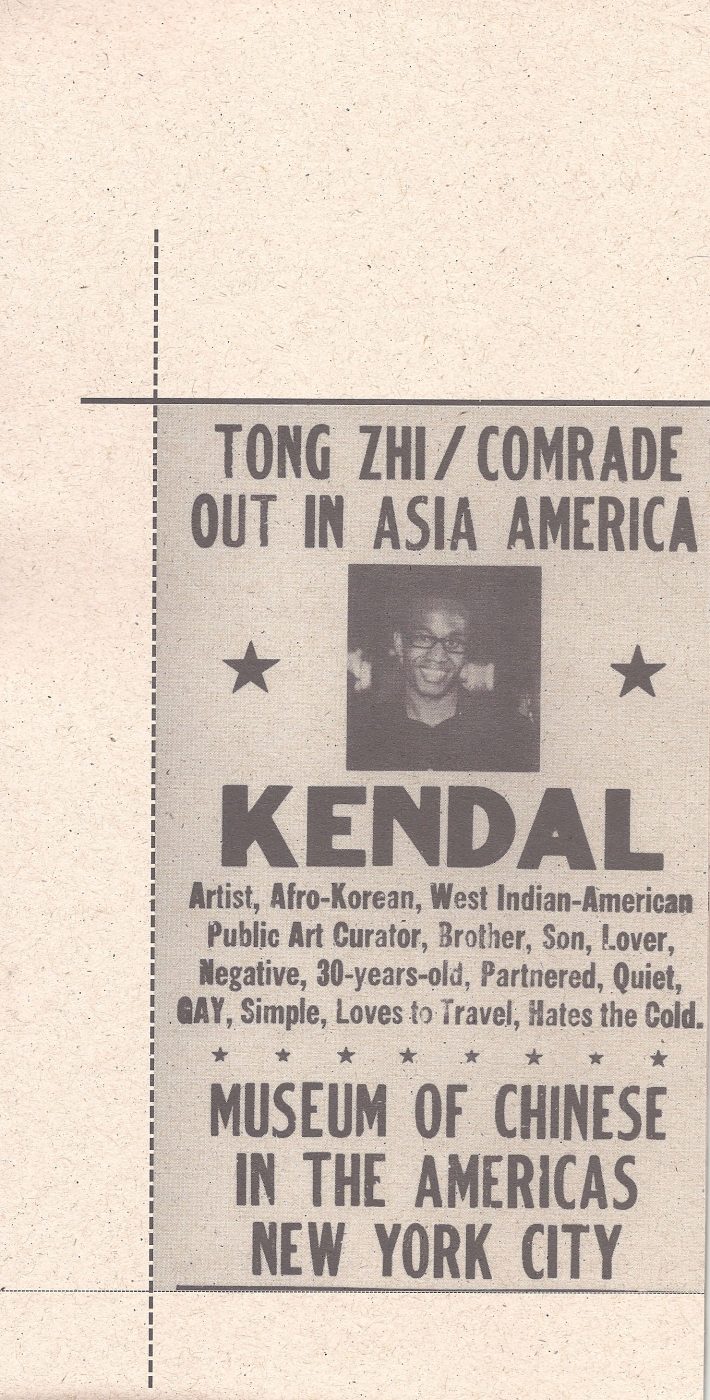 TONG ZHI/COMRADE
OUT IN ASIA AMERICA
KENDAL
Artist, Afro-Korean, West Indian-American
Public Art Curator, Brother, Son, Lover,
Negative, 30-years-old, Partnered, Quiet,
GAY, Simple, Loves to Travel, Hates the Cold.
MUSEUM OF CHINESE
IN THE AMERICAS
NEW YORK CITY